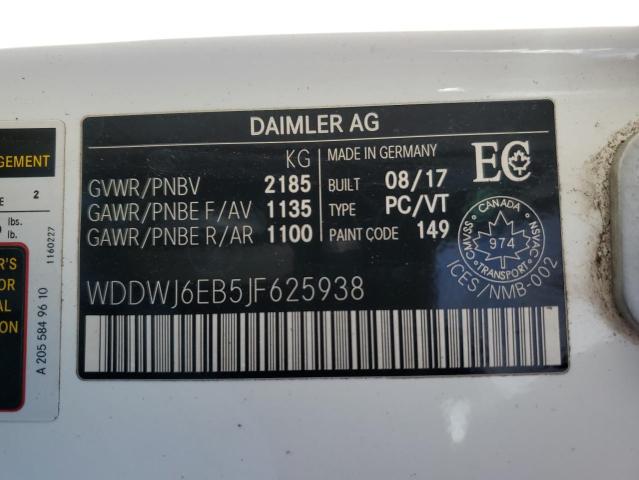 DAIMLER AG
KG
MADE IN GERMANY
EC
GVWR/PNBV 2185 BUILT 08/17
GAWR/PNBE F/AV 1135 TYPE PC/VT
GAWR/PNBE R/AR 1100 PAINT CODE 149
CANADA
CMVSS
NSVAC
974
TRANSPORT
ICES/NMB-002
WDDWJ6EB5JF625938
GEMENT
E 2
lbs.
lb.
1160227
R'S
OR
AL
ON
A 205 584 96 10